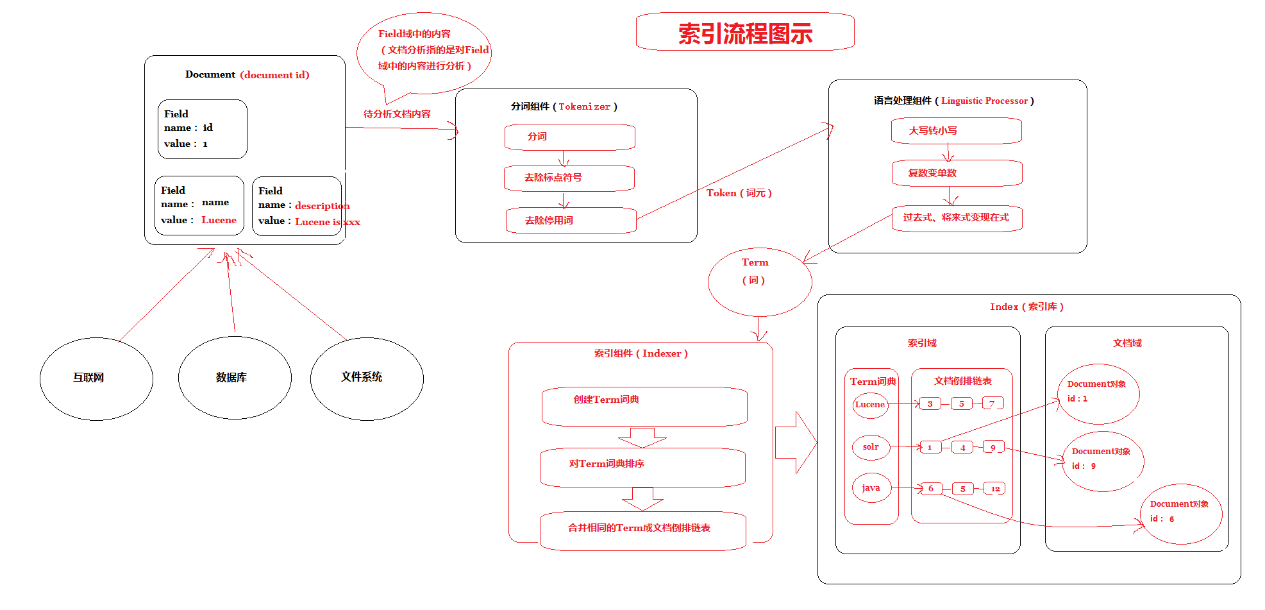 索引流程图示
Field域中的内容
（文档分析指的是对Field
域中的内容进行分析）
Document (document id)
Field
name： id
value： 1
Field
name： name
value： Lucene
Field
name：description
value：Lucene is xxx
待分析文档内容
分词组件（Tokenizer）
分词
去除标点符号
去除停用词
Token（词元）
语言处理组件（Linguistic Processor）
大写转小写
复数变单数
过去式、将来式变现在式
Term
（词）
互联网
数据库
文件系统
索引组件（Indexer）
创建Term词典
对Term词典排序
合并相同的Term成文档倒排链表
Index（索引库）
索引域
Term词典
文档倒排链表
Lucene
3
5
7
solr
1
4
9
java
6
5
12
文档域
Document对象
id：1
Document对象
id： 9
Document对象
id： 6